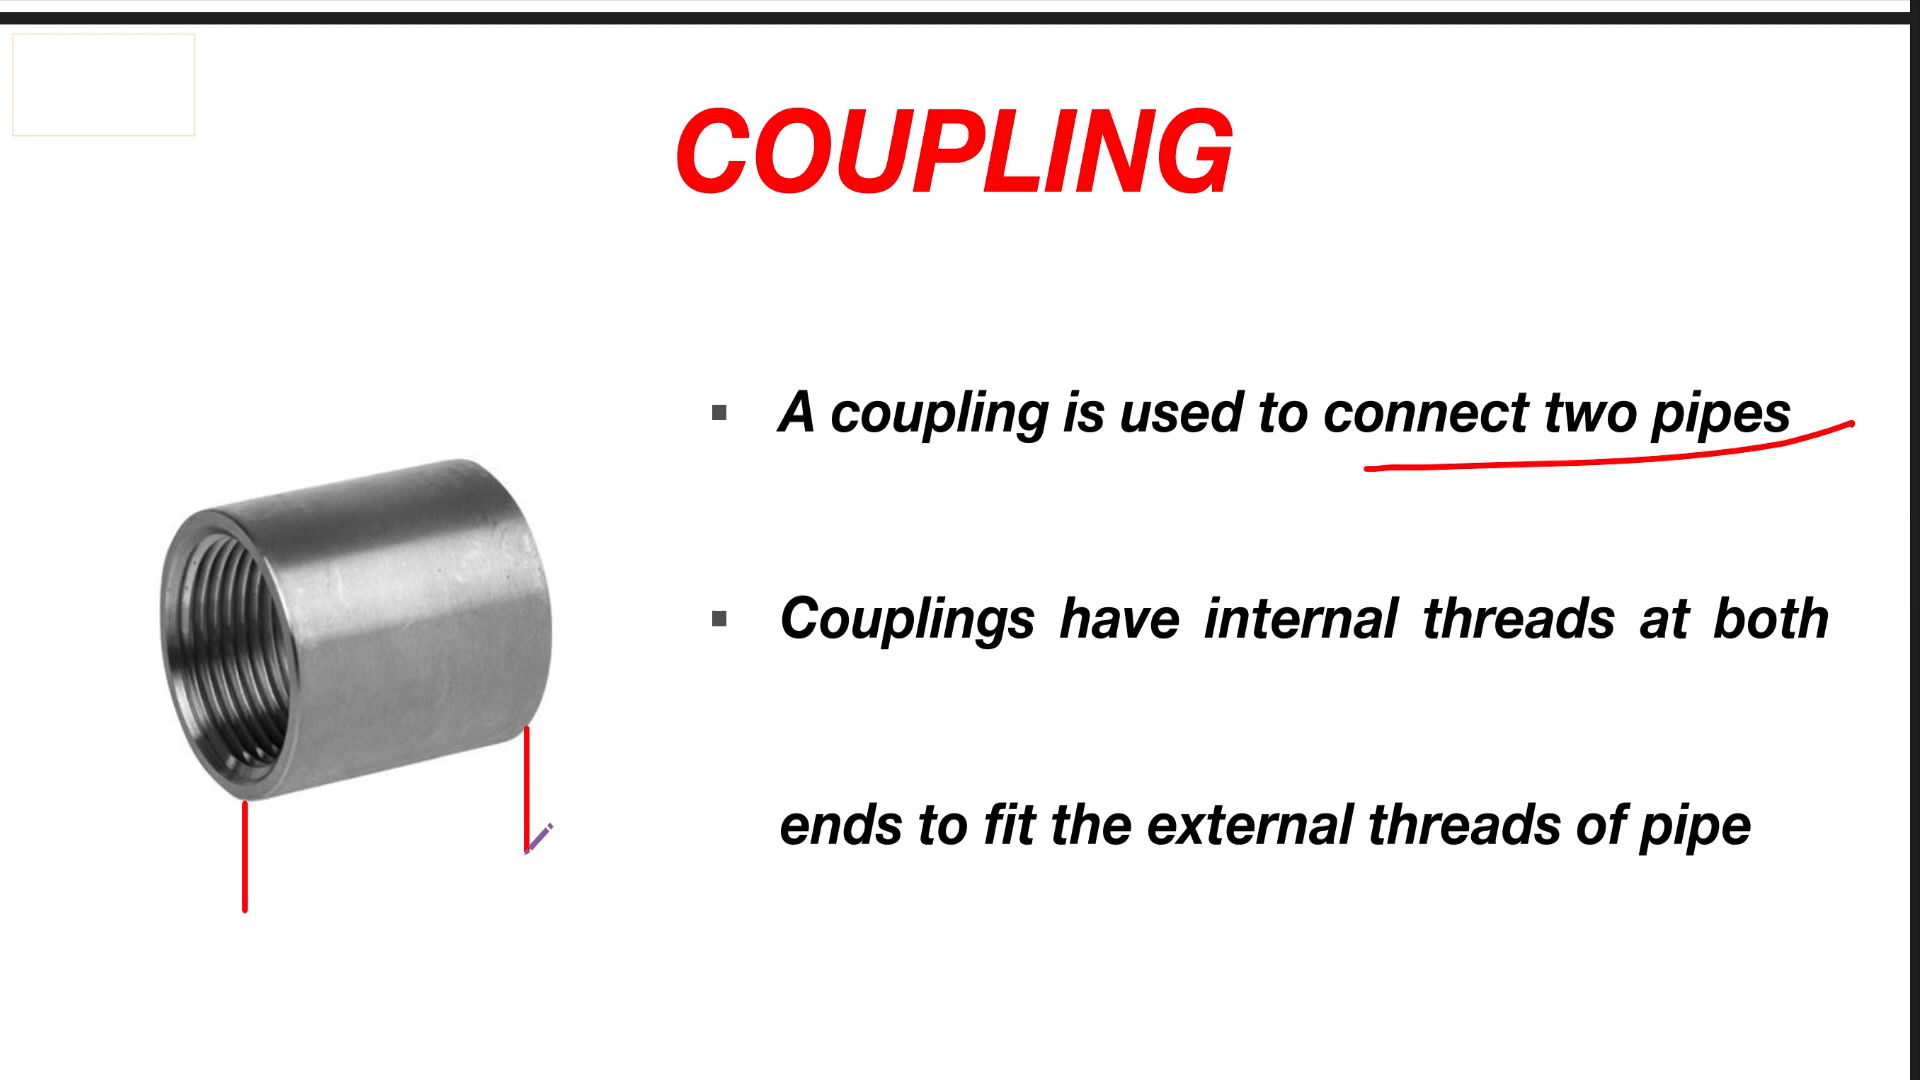 COUPLING
A coupling is used to connect two pipes
Couplings have internal threads at both
ends to fit the external threads of pipe